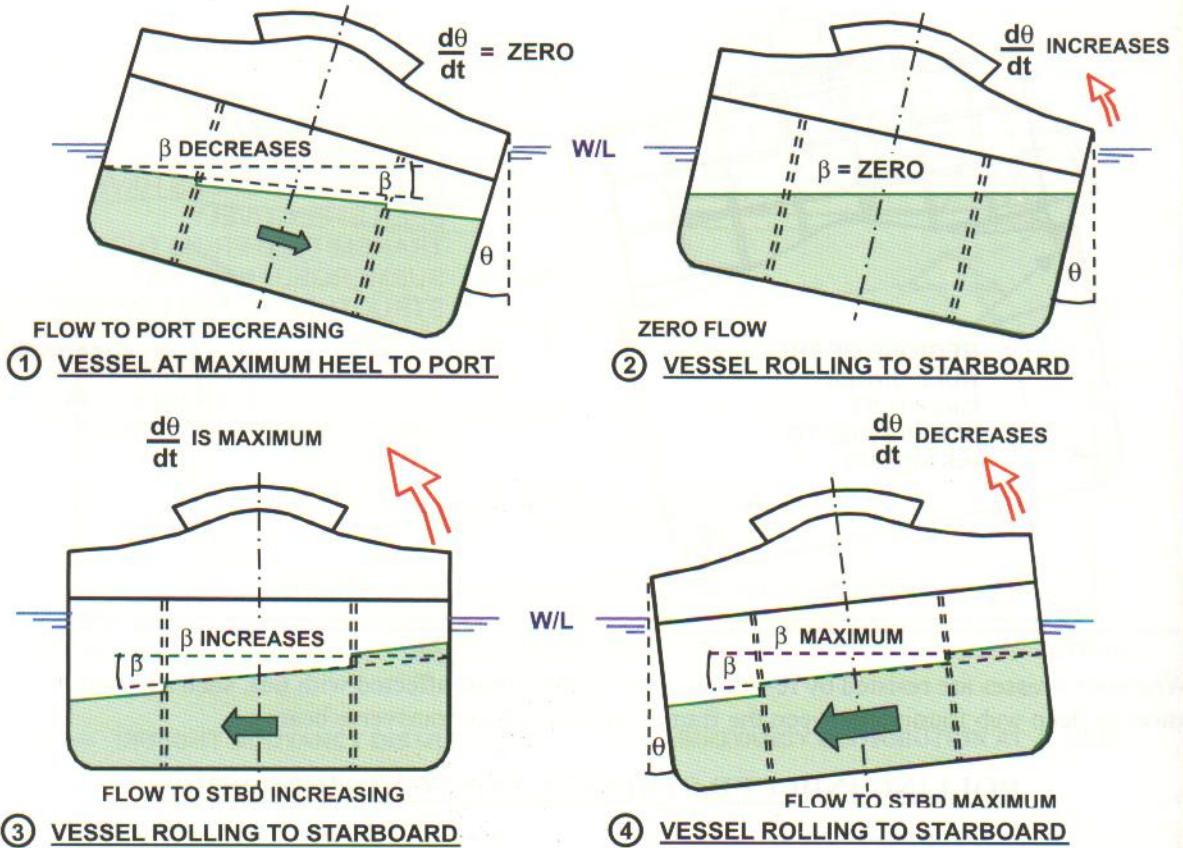 dθ
dt
= ZERO
β DECREASES
β
θ
FLOW TO PORT DECREASING
① VESSEL AT MAXIMUM HEEL TO PORT
W/L
dθ
dt
INCREASES
β = ZERO
θ
ZERO FLOW
② VESSEL ROLLING TO STARBOARD
dθ
dt
IS MAXIMUM
β INCREASES
β
FLOW TO STBD INCREASING
③ VESSEL ROLLING TO STARBOARD
W/L
dθ
dt
DECREASES
β MAXIMUM
β
θ
FLOW TO STBD MAXIMUM
④ VESSEL ROLLING TO STARBOARD